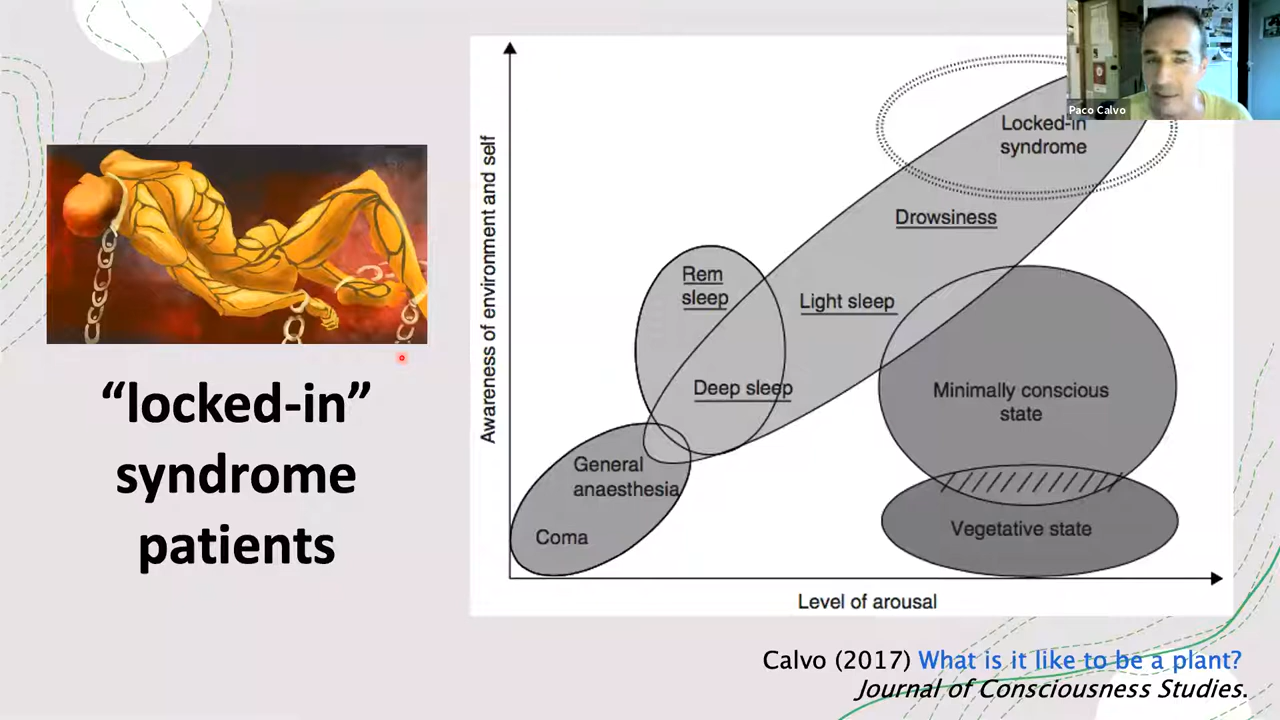 Paco Calvo
“locked-in”
syndrome
patients
Awareness of environment and self
Locked-in
syndrome
Drowsiness
Rem
sleep
Light sleep
Deep sleep
Minimally conscious
state
General
anaesthesia
Coma
Vegetative state
Level of arousal
Calvo (2017) What is it like to be a plant?
Journal of Consciousness Studies.